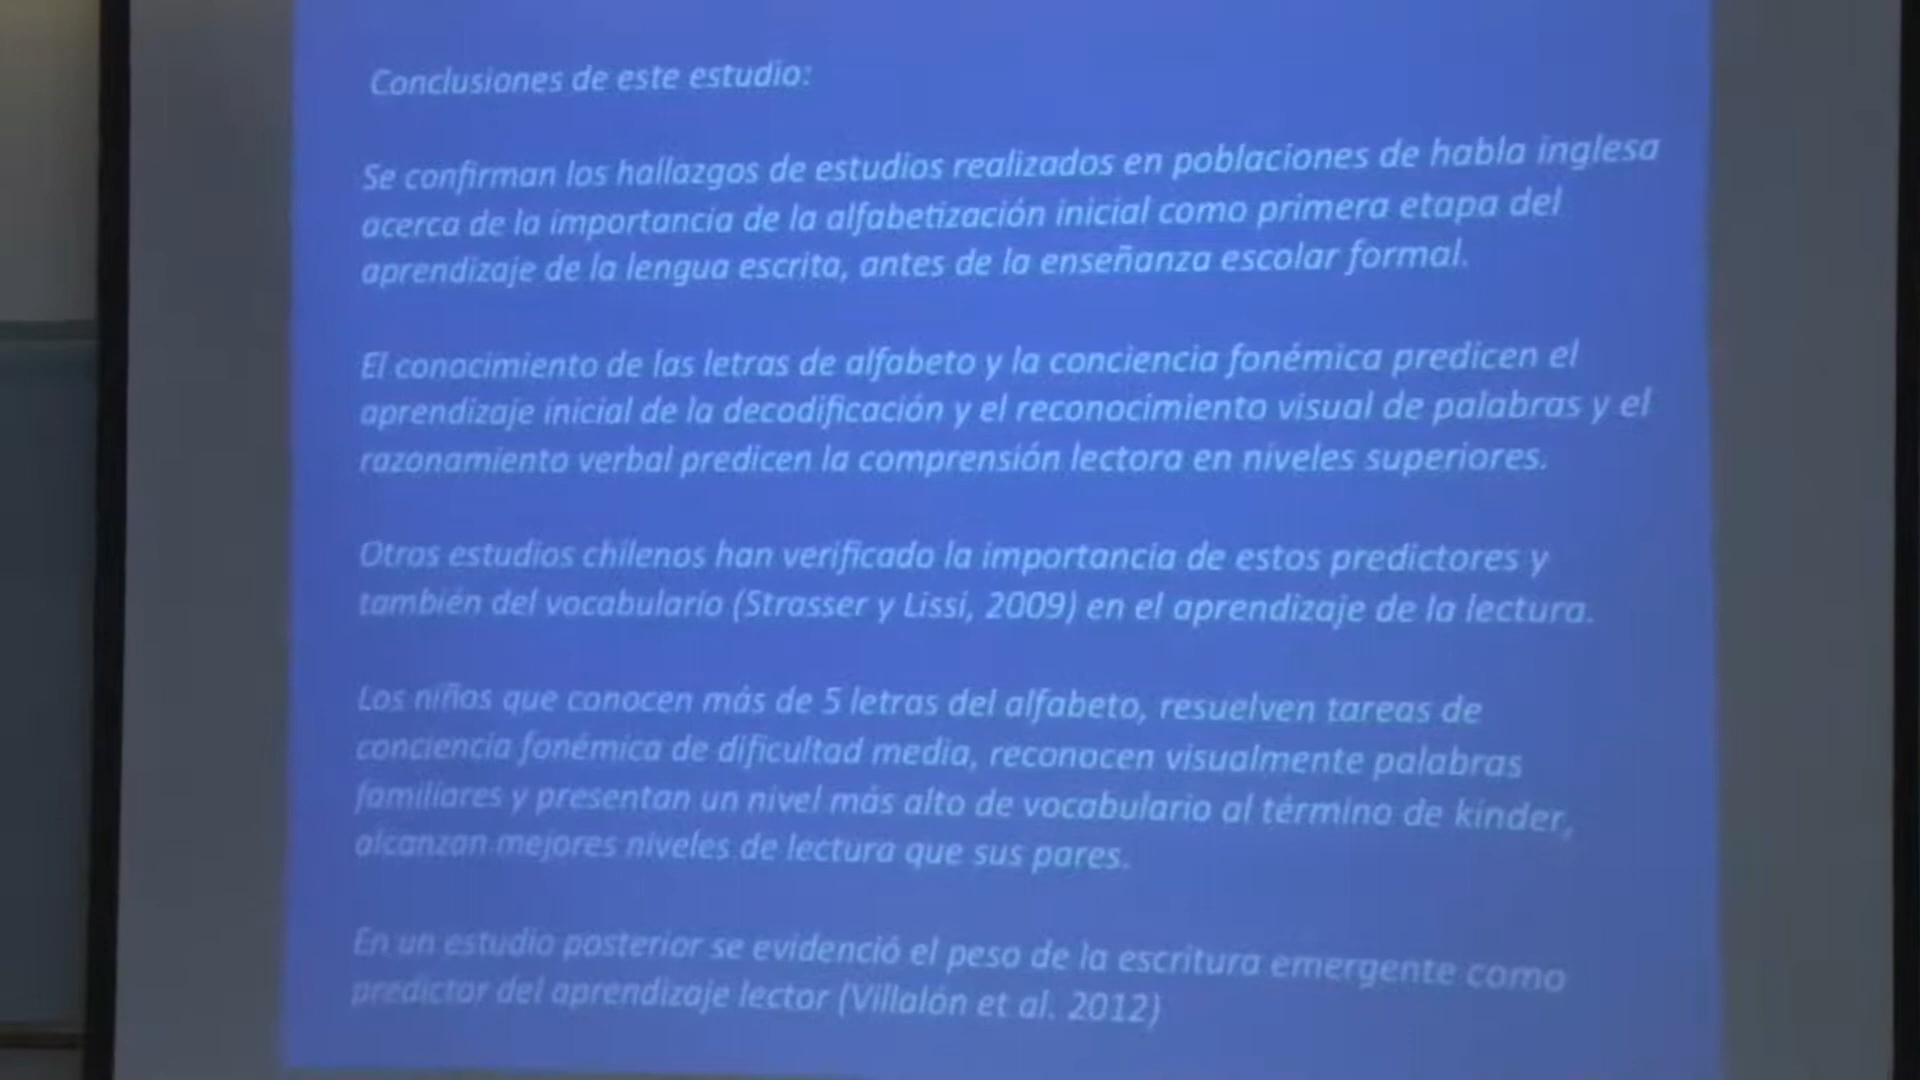 Conclusiones de este estudio:
Se confirman los hallazgos de estudios realizados en poblaciones de habla inglesa
acerca de la importancia de la alfabetización inicial como primera etapa del
aprendizaje de la lengua escrita, antes de la enseñanza escolar formal.
El conocimiento de las letras de alfabeto y la conciencia fonémica predicen el
aprendizaje inicial de la decodificación y el reconocimiento visual de palabras y el
razonamiento verbal predicen la comprensión lectora en niveles superiores.
Otros estudios chilenos han verificado la importancia de estos predictores y
también del vocabulario (Strasser y Lissi, 2009) en el aprendizaje de la lectura.
Los niños que conocen más de 5 letras del alfabeto, resuelven tareas de
conciencia fonémica de dificultad media, reconocen visualmente palabras
familiares y presentan un nivel más alto de vocabulario al término de kinder,
alcanzan mejores niveles de lectura que sus pares.
En un estudio posterior se evidenció el peso de la escritura emergente como
predictor del aprendizaje lector (Villalón et al. 2012)